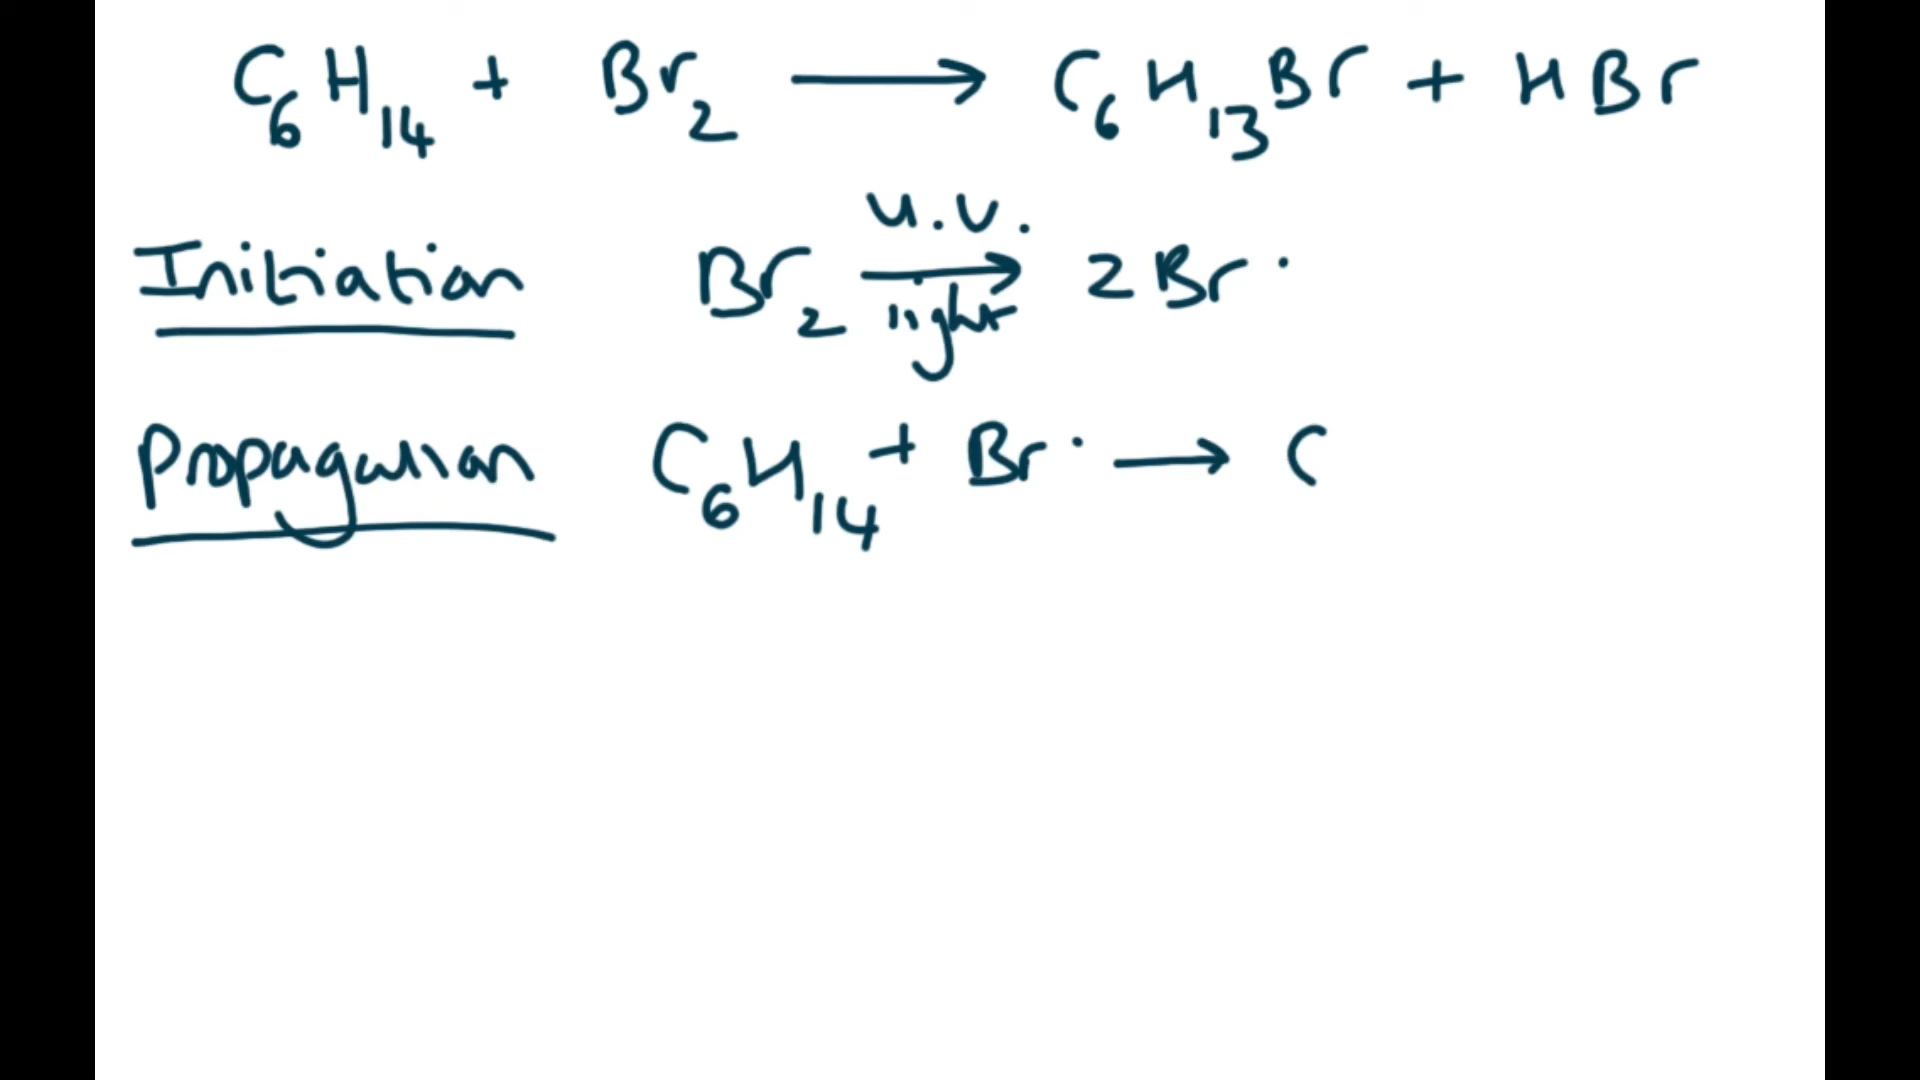 C₆H₁₄ + Br₂ ⟶ C₆H₁₃Br + HBr
u.v.
Initiation Br₂ ⟶ 2Br·
light
Propagation C₆H₁₄ + Br· ⟶ C